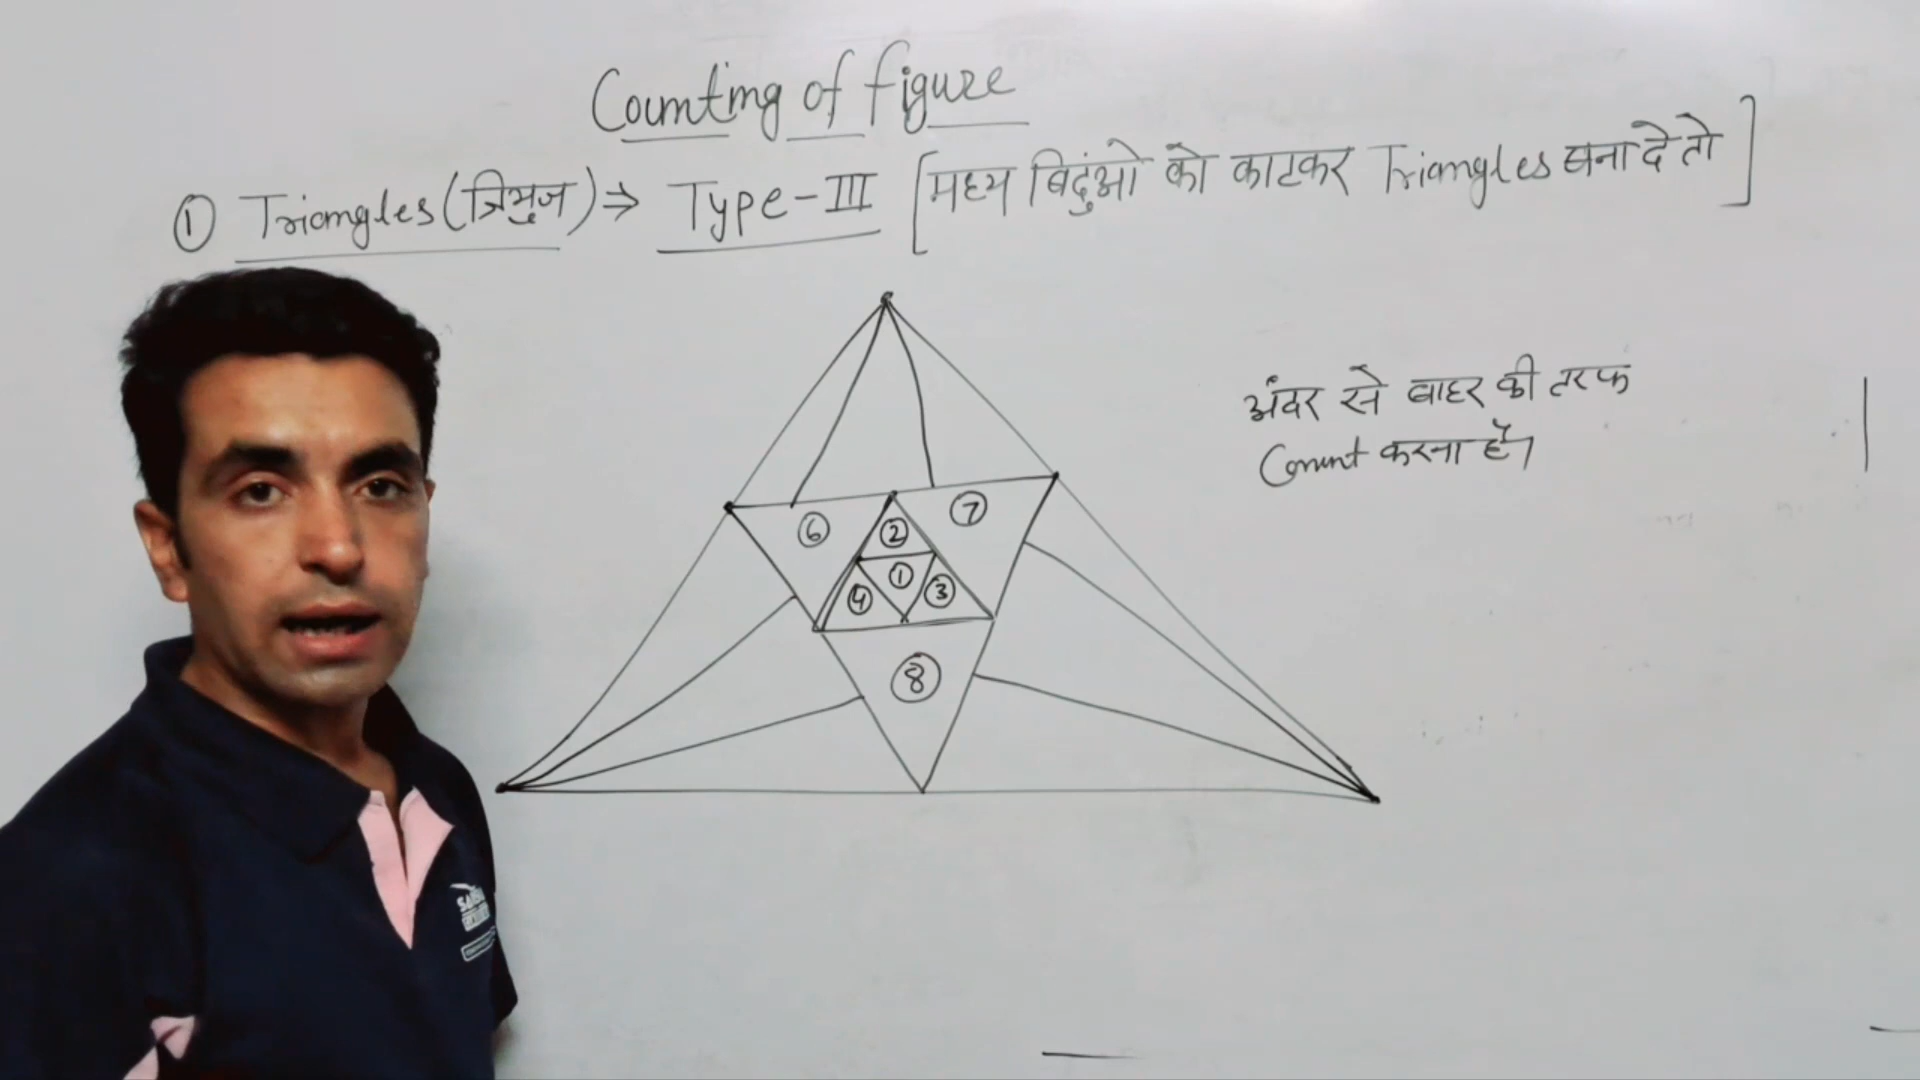 Counting of figure
① Triangles (त्रिभुज) ⇒ Type-III [मध्य बिदुंओ को काटकर Triangles बना दे तो]
अंदर से बाहर की तरफ
Count करना है।
⑥
②
⑦
①
④
③
⑧